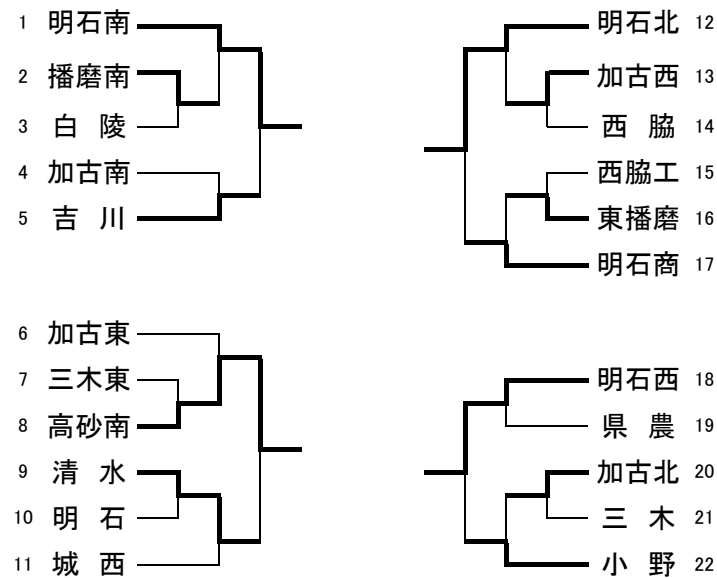 1 明石南
2 播磨南
3 白 陵
4 加古南
5 吉 川
6 加古東
7 三木東
8 高砂南
9 清 水
10 明 石
11 城 西
明石北 12
加古西 13
西 脇 14
西脇工 15
東播磨 16
明石商 17
明石西 18
県 農 19
加古北 20
三 木 21
小 野 22